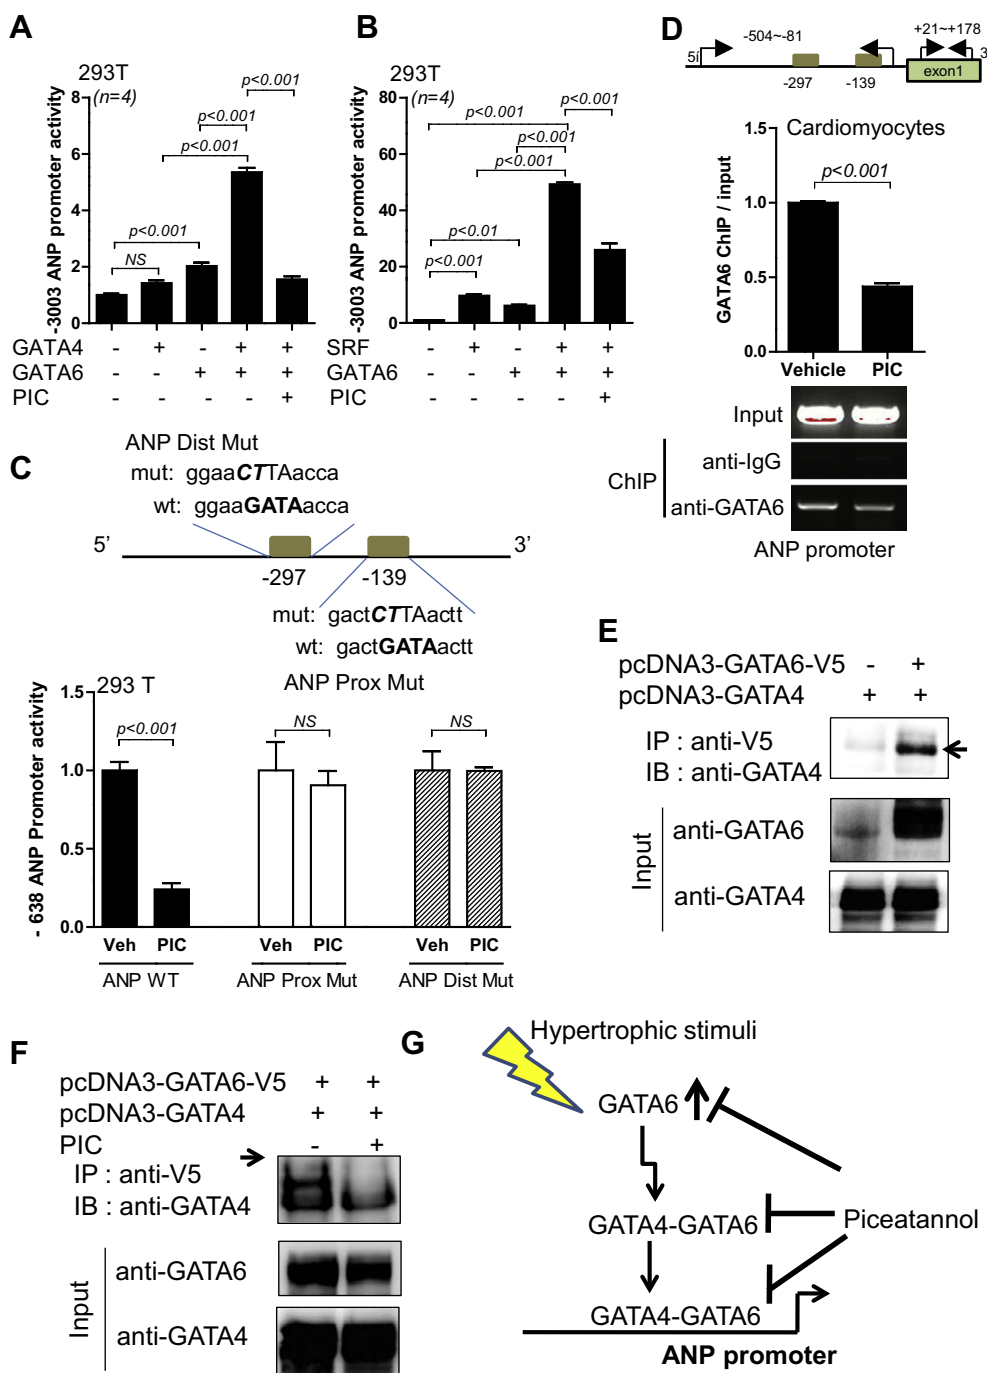 A
293T
(n=4)
-3003 ANP promoter activity
8
6
4
2
0
NS
p<0.001
p<0.001
p<0.001
p<0.001
GATA4 - + - + +
GATA6 - - + + +
PIC - - - - +
B
293T
(n=4)
-3003 ANP promoter activity
80
60
40
20
0
p<0.001
p<0.001
p<0.001
p<0.001
p<0.01
p<0.001
SRF - + - + +
GATA6 - - + + +
PIC - - - - +
C
ANP Dist Mut
mut: ggaaCTTAacca
wt: ggaaGATAacca
5’
3’
-297
-139
mut: gactCTTAactt
wt: gactGATAactt
ANP Prox Mut
293 T
- 638 ANP Promoter activity
1.5
1.0
0.5
0.0
p<0.001
NS
NS
Veh PIC Veh PIC Veh PIC
ANP WT ANP Prox Mut ANP Dist Mut
D
-504~-81
+21~+178
5í
3
-297
-139
exon1
Cardiomyocytes
GATA6 ChIP / input
1.5
1.0
0.5
0.0
p<0.001
Vehicle PIC
Input
ChIP
anti-IgG
anti-GATA6
ANP promoter
E
pcDNA3-GATA6-V5 - +
pcDNA3-GATA4 + +
IP : anti-V5
IB : anti-GATA4
Input
anti-GATA6
anti-GATA4
F
pcDNA3-GATA6-V5 + +
pcDNA3-GATA4 + +
PIC - +
IP : anti-V5
IB : anti-GATA4
Input
anti-GATA6
anti-GATA4
G
Hypertrophic stimuli
GATA6
GATA4-GATA6
Piceatannol
GATA4-GATA6
ANP promoter